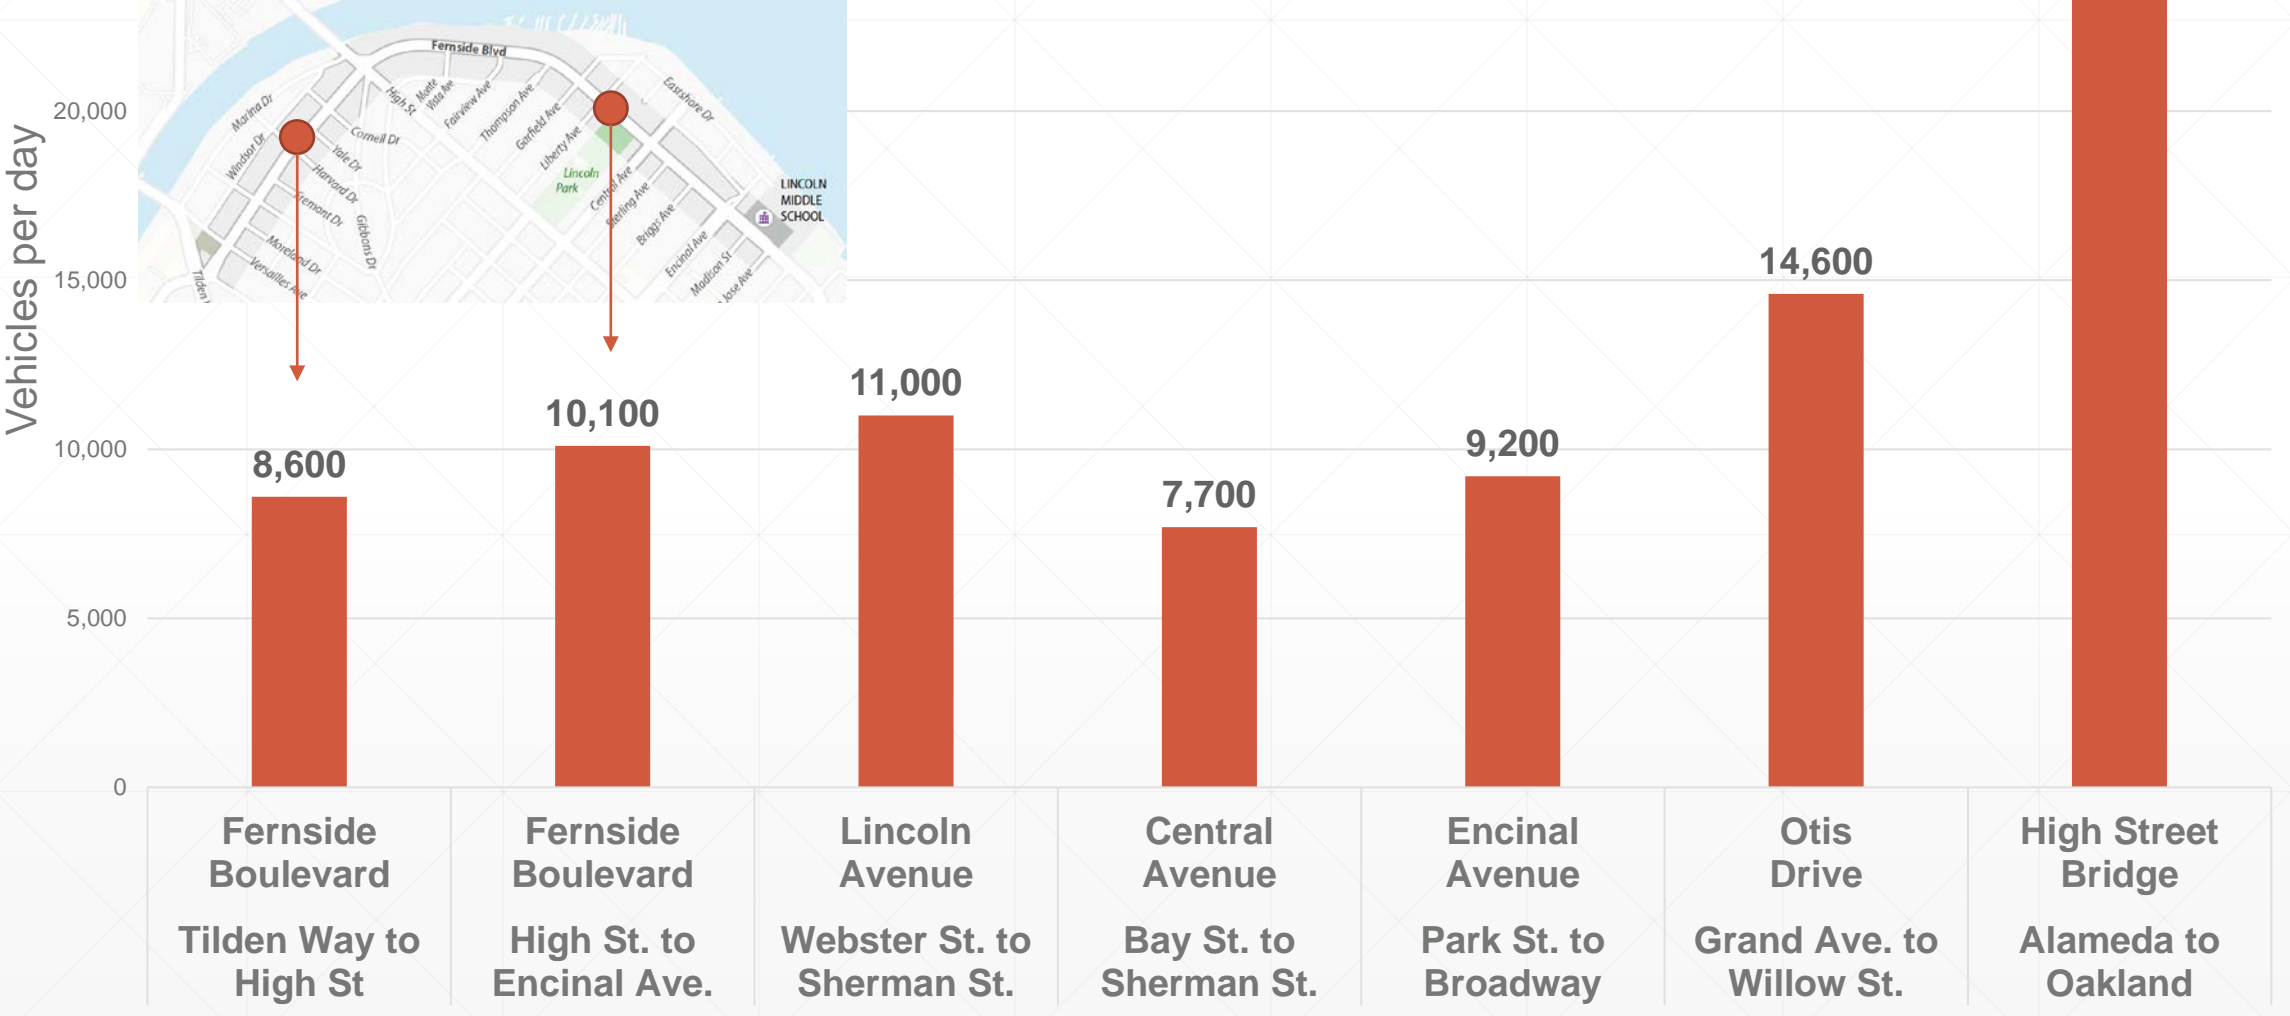 Vehicles per day
20,000
15,000
10,000
5,000
0
Fernside Blvd
Marina Dr
Windsor Dr
Cornell Dr
Yale Dr
Harvard Dr
Fremont Dr
Gibbons Dr
Moreland Dr
Versailles Ave
Tilden
High St
Monte
Vista Ave
Fairview Ave
Thompson Ave
Garfield Ave
Liberty Ave
Eastshore Dr
Lincoln
Park
Central Ave
Sterling Ave
Briggs Ave
Encinal Ave
Madison St
Jose Ave
LINCOLN
MIDDLE
SCHOOL
8,600
10,100
11,000
7,700
9,200
14,600
Fernside
Boulevard
Tilden Way to
High St
Fernside
Boulevard
High St. to
Encinal Ave.
Lincoln
Avenue
Webster St. to
Sherman St.
Central
Avenue
Bay St. to
Sherman St.
Encinal
Avenue
Park St. to
Broadway
Otis
Drive
Grand Ave. to
Willow St.
High Street
Bridge
Alameda to
Oakland